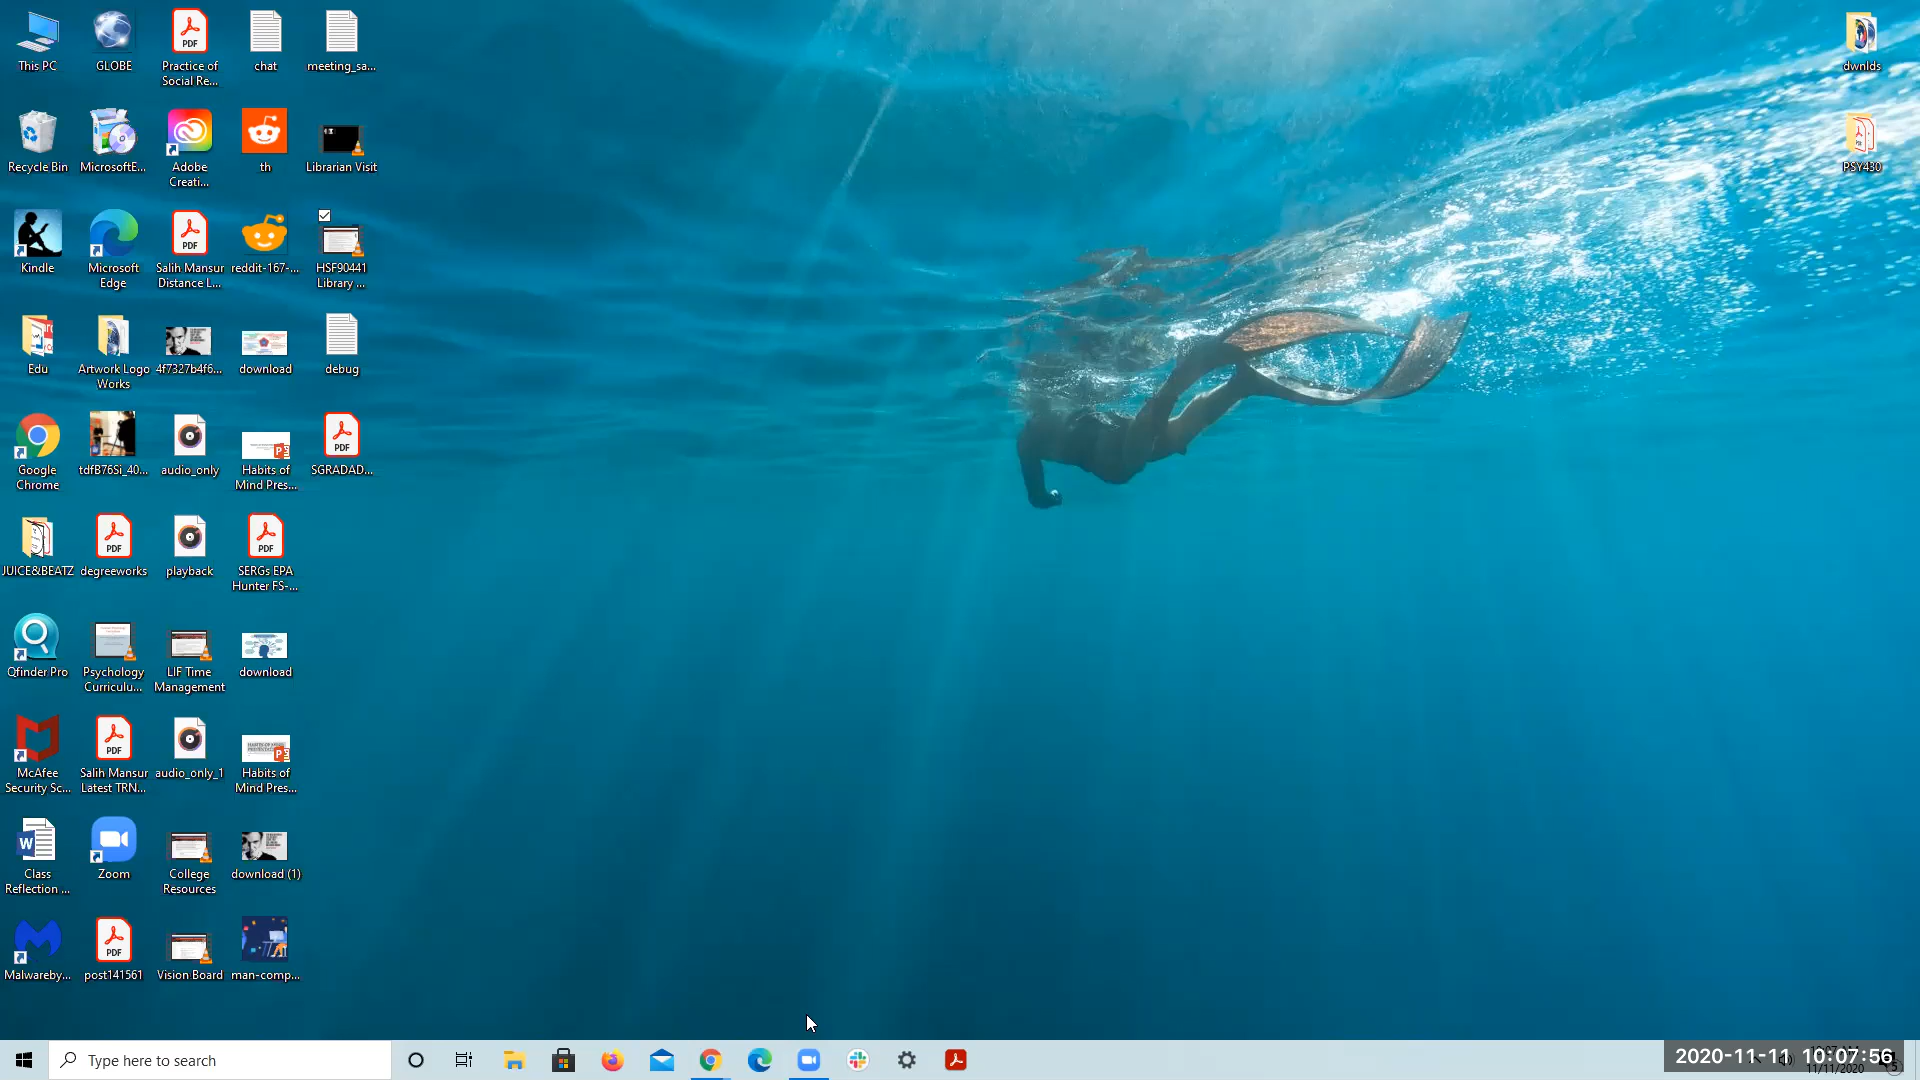 This PC
GLOBE
Practice of
Social Re...
chat
meeting_sa...
dwnlds
Recycle Bin
MicrosoftE...
Adobe
Creati...
th
Librarian Visit
PSY430
Kindle
Microsoft
Edge
Salih Mansur
Distance L...
reddit-167-...
HSF90441
Library ...
Edu
Artwork Logo
Works
4f7327b4f6...
download
debug
Google
Chrome
tdfB76Si_40...
audio_only
Habits of
Mind Pres...
PDF
SGRADAD...
JUICE&BEATZ
degreeworks
playback
SERGs EPA
Hunter FS-...
Qfinder Pro
Psychology
Curriculu...
LIF Time
Management
download
McAfee
Security Sc...
Salih Mansur
Latest TRN...
audio_only_1
Habits of
Mind Pres...
Class
Reflection ...
Zoom
College
Resources
download (1)
Malwareby...
post141561
Vision Board
man-comp...
Type here to search
2020-11-11 10:07:56
11/11/2020